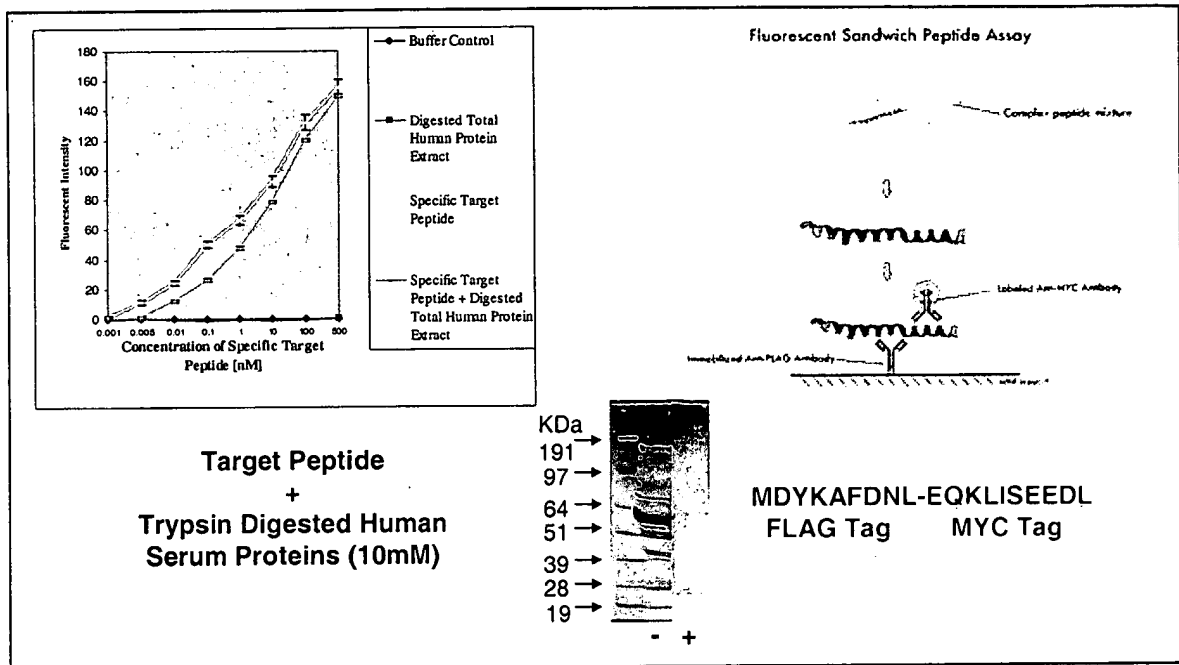 180
160
140
120
100
80
60
40
20
0
Fluorescent Intensity
0.001 0.005 0.01 0.1 1 10 100 500
Concentration of Specific Target
Peptide [nM]
Buffer Control
Digested Total
Human Protein
Extract
Specific Target
Peptide
Specific Target
Peptide + Digested
Total Human Protein
Extract
Fluorescent Sandwich Peptide Assay
Complex peptide mixture
Labeled Anti-MYC Antibody
Immobilized Anti-FLAG Antibody
Target Peptide
+
Trypsin Digested Human
Serum Proteins (10mM)
KDa
191
97
64
51
39
28
19
- +
MDYKAFDNL-EQKLISEEDL
FLAG Tag MYC Tag